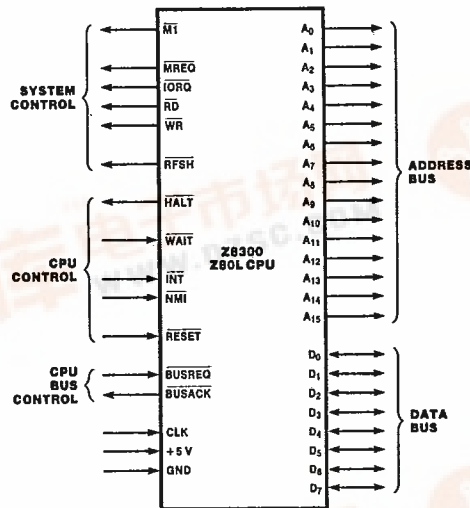 SYSTEM
CONTROL
M1
MREQ
IORQ
RD
WR
RFSH
CPU
CONTROL
HALT
WAIT
INT
NMI
RESET
CPU
BUS
CONTROL
BUSREQ
BUSACK
CLK
+5 V
GND
Z8300
Z80L CPU
A0
A1
A2
A3
A4
A5
A6
A7
A8
A9
A10
A11
A12
A13
A14
A15
ADDRESS
BUS
D0
D1
D2
D3
D4
D5
D6
D7
DATA
BUS